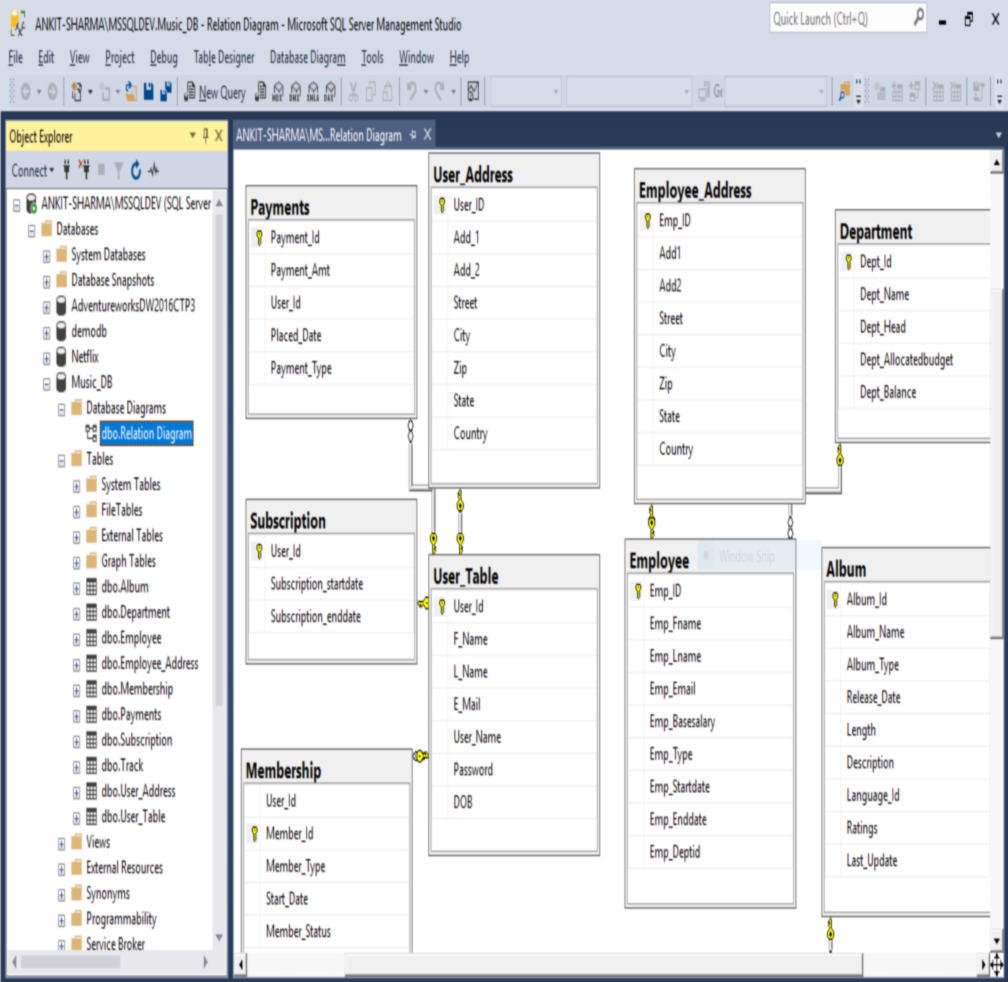 ANKIT-SHARMA\MSSQLDEV.Music_DB - Relation Diagram - Microsoft SQL Server Management Studio
Quick Launch (Ctrl+Q)
File Edit View Project Debug Table Designer Database Diagram Tools Window Help
New Query
MDX DMX XMLA DAX
Ge
Object Explorer
Connect
ANKIT-SHARMA\MSSQLDEV (SQL Server
Databases
System Databases
Database Snapshots
AdventureworksDW2016CTP3
demodb
Netflix
Music_DB
Database Diagrams
dbo.Relation Diagram
Tables
System Tables
FileTables
External Tables
Graph Tables
dbo.Album
dbo.Department
dbo.Employee
dbo.Employee_Address
dbo.Membership
dbo.Payments
dbo.Subscription
dbo.Track
dbo.User_Address
dbo.User_Table
Views
External Resources
Synonyms
Programmability
Service Broker
ANKIT-SHARMA\MS...Relation Diagram
Payments
Payment_Id
Payment_Amt
User_Id
Placed_Date
Payment_Type
User_Address
User_ID
Add_1
Add_2
Street
City
Zip
State
Country
Employee_Address
Emp_ID
Add1
Add2
Street
City
Zip
State
Country
Department
Dept_Id
Dept_Name
Dept_Head
Dept_Allocatedbudget
Dept_Balance
Subscription
User_Id
Subscription_startdate
Subscription_enddate
User_Table
User_Id
F_Name
L_Name
E_Mail
User_Name
Password
DOB
Employee
Window Snip
Emp_ID
Emp_Fname
Emp_Lname
Emp_Email
Emp_Basesalary
Emp_Type
Emp_Startdate
Emp_Enddate
Emp_Deptid
Album
Album_Id
Album_Name
Album_Type
Release_Date
Length
Description
Language_Id
Ratings
Last_Update
Membership
User_Id
Member_Id
Member_Type
Start_Date
Member_Status